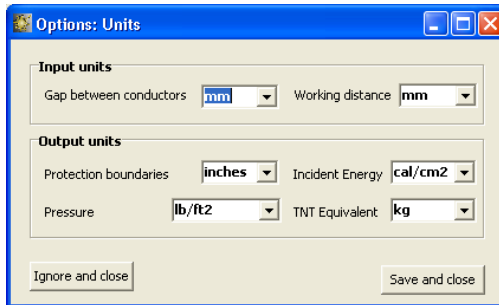 Options: Units
Input units
Gap between conductors mm Working distance mm
Output units
Protection boundaries inches Incident Energy cal/cm2
Pressure lb/ft2 TNT Equivalent kg
Ignore and close Save and close